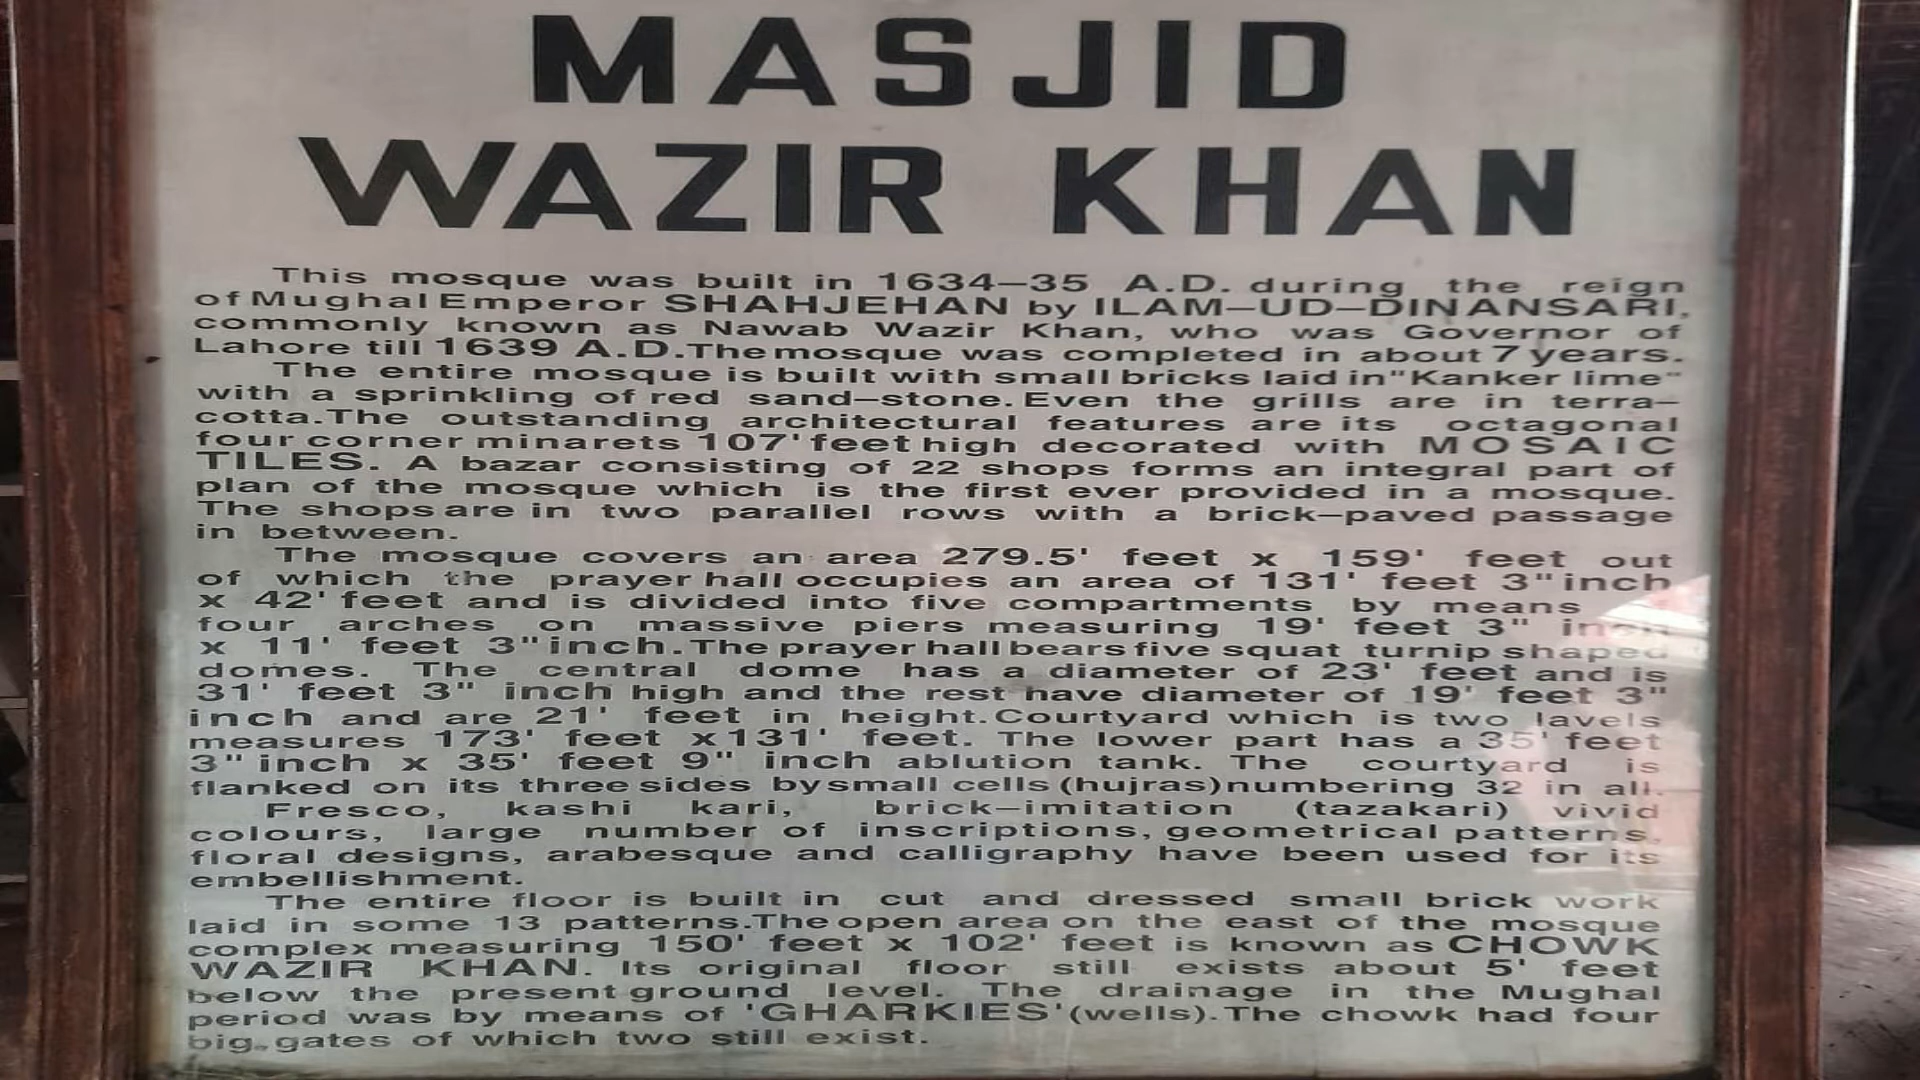 MASJID
WAZIR KHAN
This mosque was built in 1634–35 A.D. during the reign
of Mughal Emperor SHAHJEHAN by ILAM–UD–DIN ANSARI,
commonly known as Nawab Wazir Khan, who was Governor of
Lahore till 1639 A.D. The mosque was completed in about 7 years.
The entire mosque is built with small bricks laid in "Kanker lime"
with a sprinkling of red sand–stone. Even the grills are in terra–
cotta. The outstanding architectural features are its octagonal
four corner minarets 107' feet high decorated with MOSAIC
TILES. A bazar consisting of 22 shops forms an integral part of
plan of the mosque which is the first ever provided in a mosque.
The shops are in two parallel rows with a brick–paved passage
in between.
The mosque covers an area 279.5' feet x 159' feet out
of which the prayer hall occupies an area of 131' feet 3" inch
x 42' feet and is divided into five compartments by means
four arches on massive piers measuring 19' feet 3" inch
x 11' feet 3" inch. The prayer hall bears five squat turnip shaped
domes. The central dome has a diameter of 23' feet and is
31' feet 3" inch high and the rest have diameter of 19' feet 3"
inch and are 21' feet in height. Courtyard which is two lavels
measures 173' feet x 131' feet. The lower part has a 35' feet
3" inch x 35' feet 9" inch ablution tank. The courtyard is
flanked on its three sides by small cells (hujras) numbering 32 in all.
Fresco, kashi kari, brick–imitation (tazakari) vivid
colours, large number of inscriptions, geometrical patterns,
floral designs, arabesque and calligraphy have been used for its
embellishment.
The entire floor is built in cut and dressed small brick work
laid in some 13 patterns. The open area on the east of the mosque
complex measuring 150' feet x 102' feet is known as CHOWK
WAZIR KHAN. Its original floor still exists about 5' feet
below the present ground level. The drainage in the Mughal
period was by means of 'GHARKIES' (wells). The chowk had four
big gates of which two still exist.